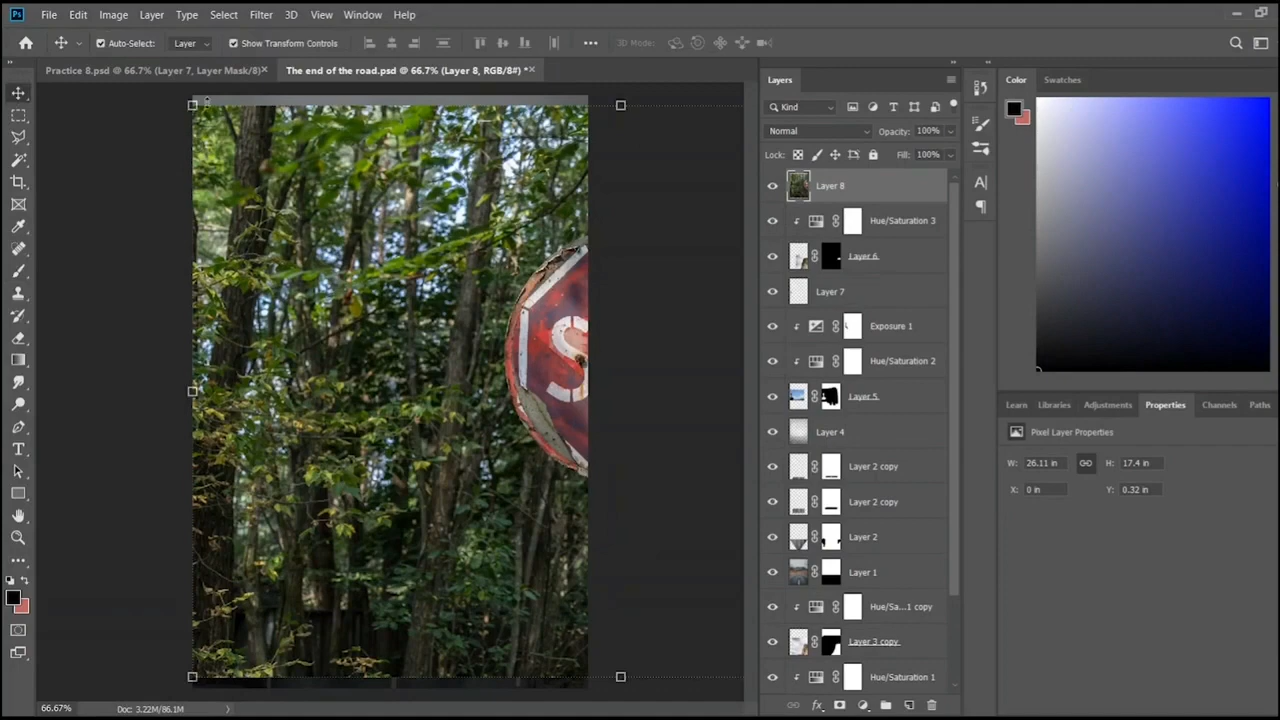 Ps File Edit Image Layer Type Select Filter 3D View Window Help
Auto-Select: Layer Show Transform Controls 3D Mode:
Practice 8.psd @ 66.7% (Layer 7, Layer Mask/8) The end of the road.psd @ 66.7% (Layer 8, RGB/8#) *
Layers
Color Swatches
Kind
Normal Opacity: 100%
Lock: Fill: 100%
Layer 8
Hue/Saturation 3
Layer 6
Layer 7
Exposure 1
Hue/Saturation 2
Layer 5
Layer 4
Layer 2 copy
Layer 2 copy
Layer 2
Layer 1
Hue/Sa...1 copy
Layer 3 copy
Hue/Saturation 1
Learn Libraries Adjustments Properties Channels Paths
Pixel Layer Properties
W: 26.11 in H: 17.4 in
X: 0 in Y: 0.32 in
S
66.67% Doc: 3.22M/86.1M